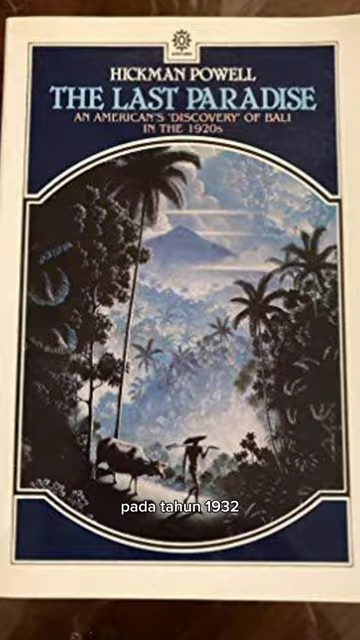 HICKMAN POWELL
THE LAST PARADISE
AN AMERICAN'S 'DISCOVERY' OF BALI
IN THE 1920s
pada tahun 1932